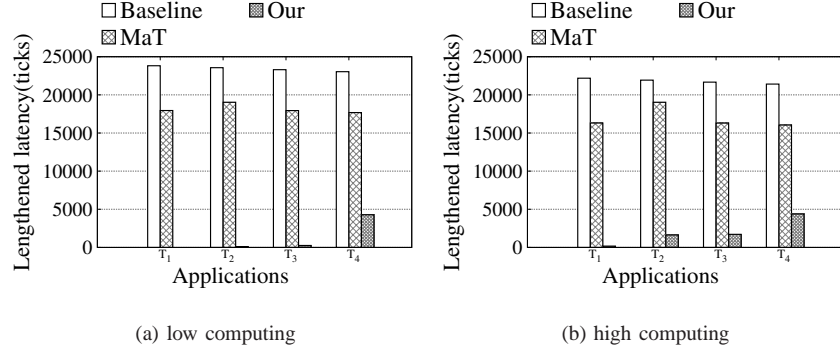 Baseline Our
MaT
Lengthened latency(ticks)
25000
20000
15000
10000
5000
0
T1 T2 T3 T4
Applications
(a) low computing
Baseline Our
MaT
Lengthened latency(ticks)
25000
20000
15000
10000
5000
0
T1 T2 T3 T4
Applications
(b) high computing